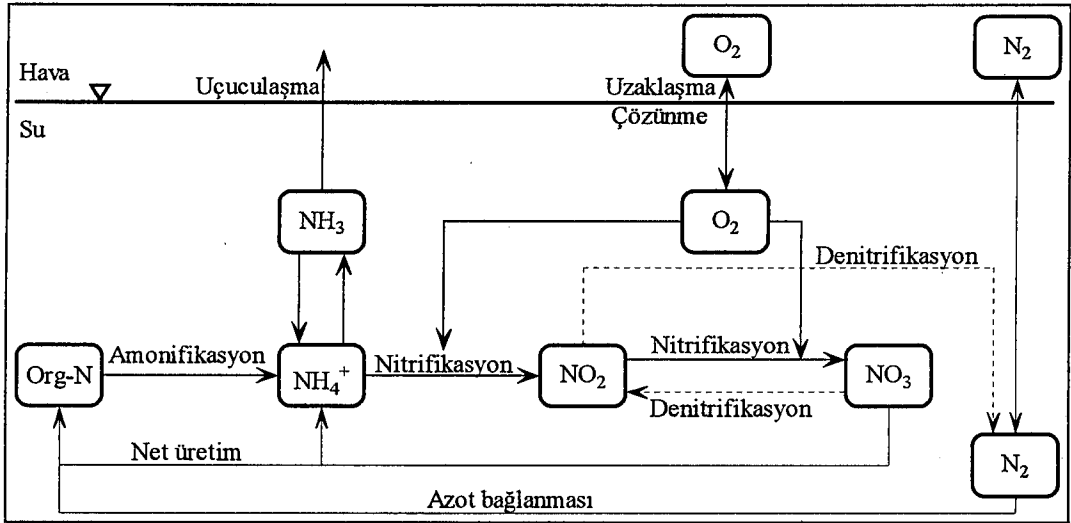 O₂
N₂
Hava
Uçuculaşma
Uzaklaşma
Su
Çözünme
NH₃
O₂
Denitrifikasyon
Org-N
Amonifikasyon
NH₄⁺
Nitrifikasyon
NO₂
Nitrifikasyon
NO₃
Denitrifikasyon
Net üretim
N₂
Azot bağlanması